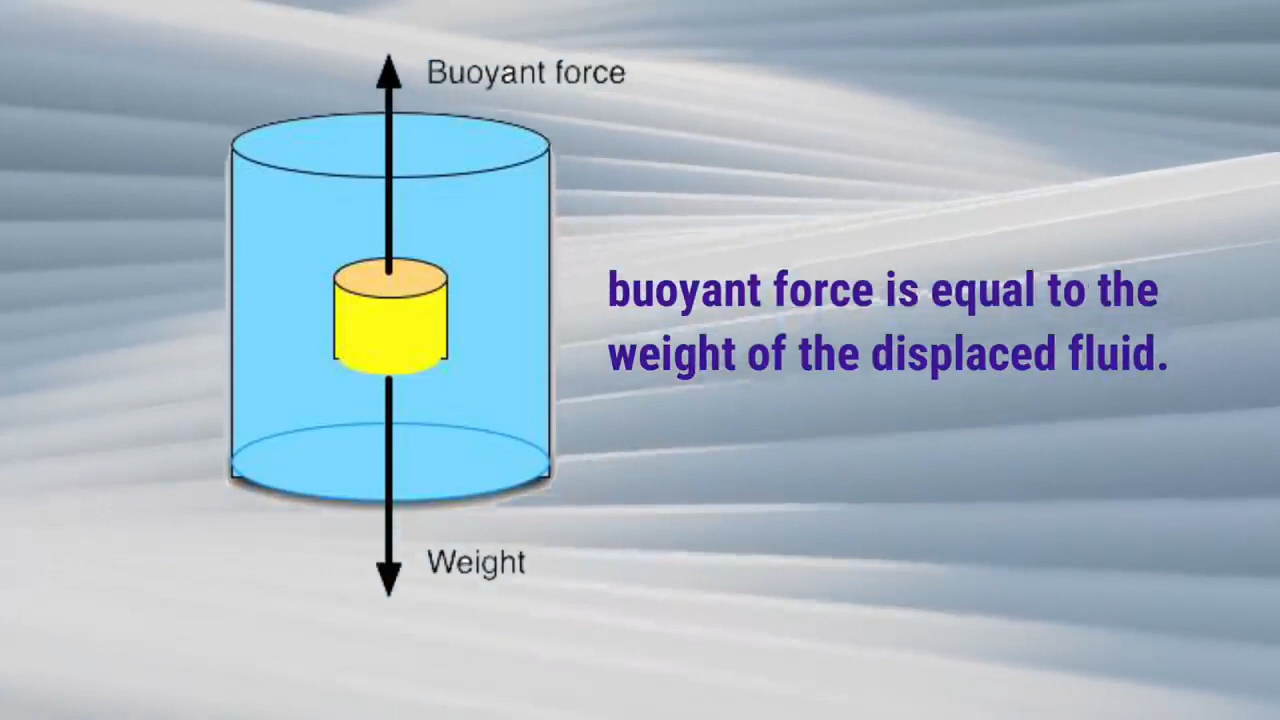 Buoyant force
buoyant force is equal to the
weight of the displaced fluid.
Weight